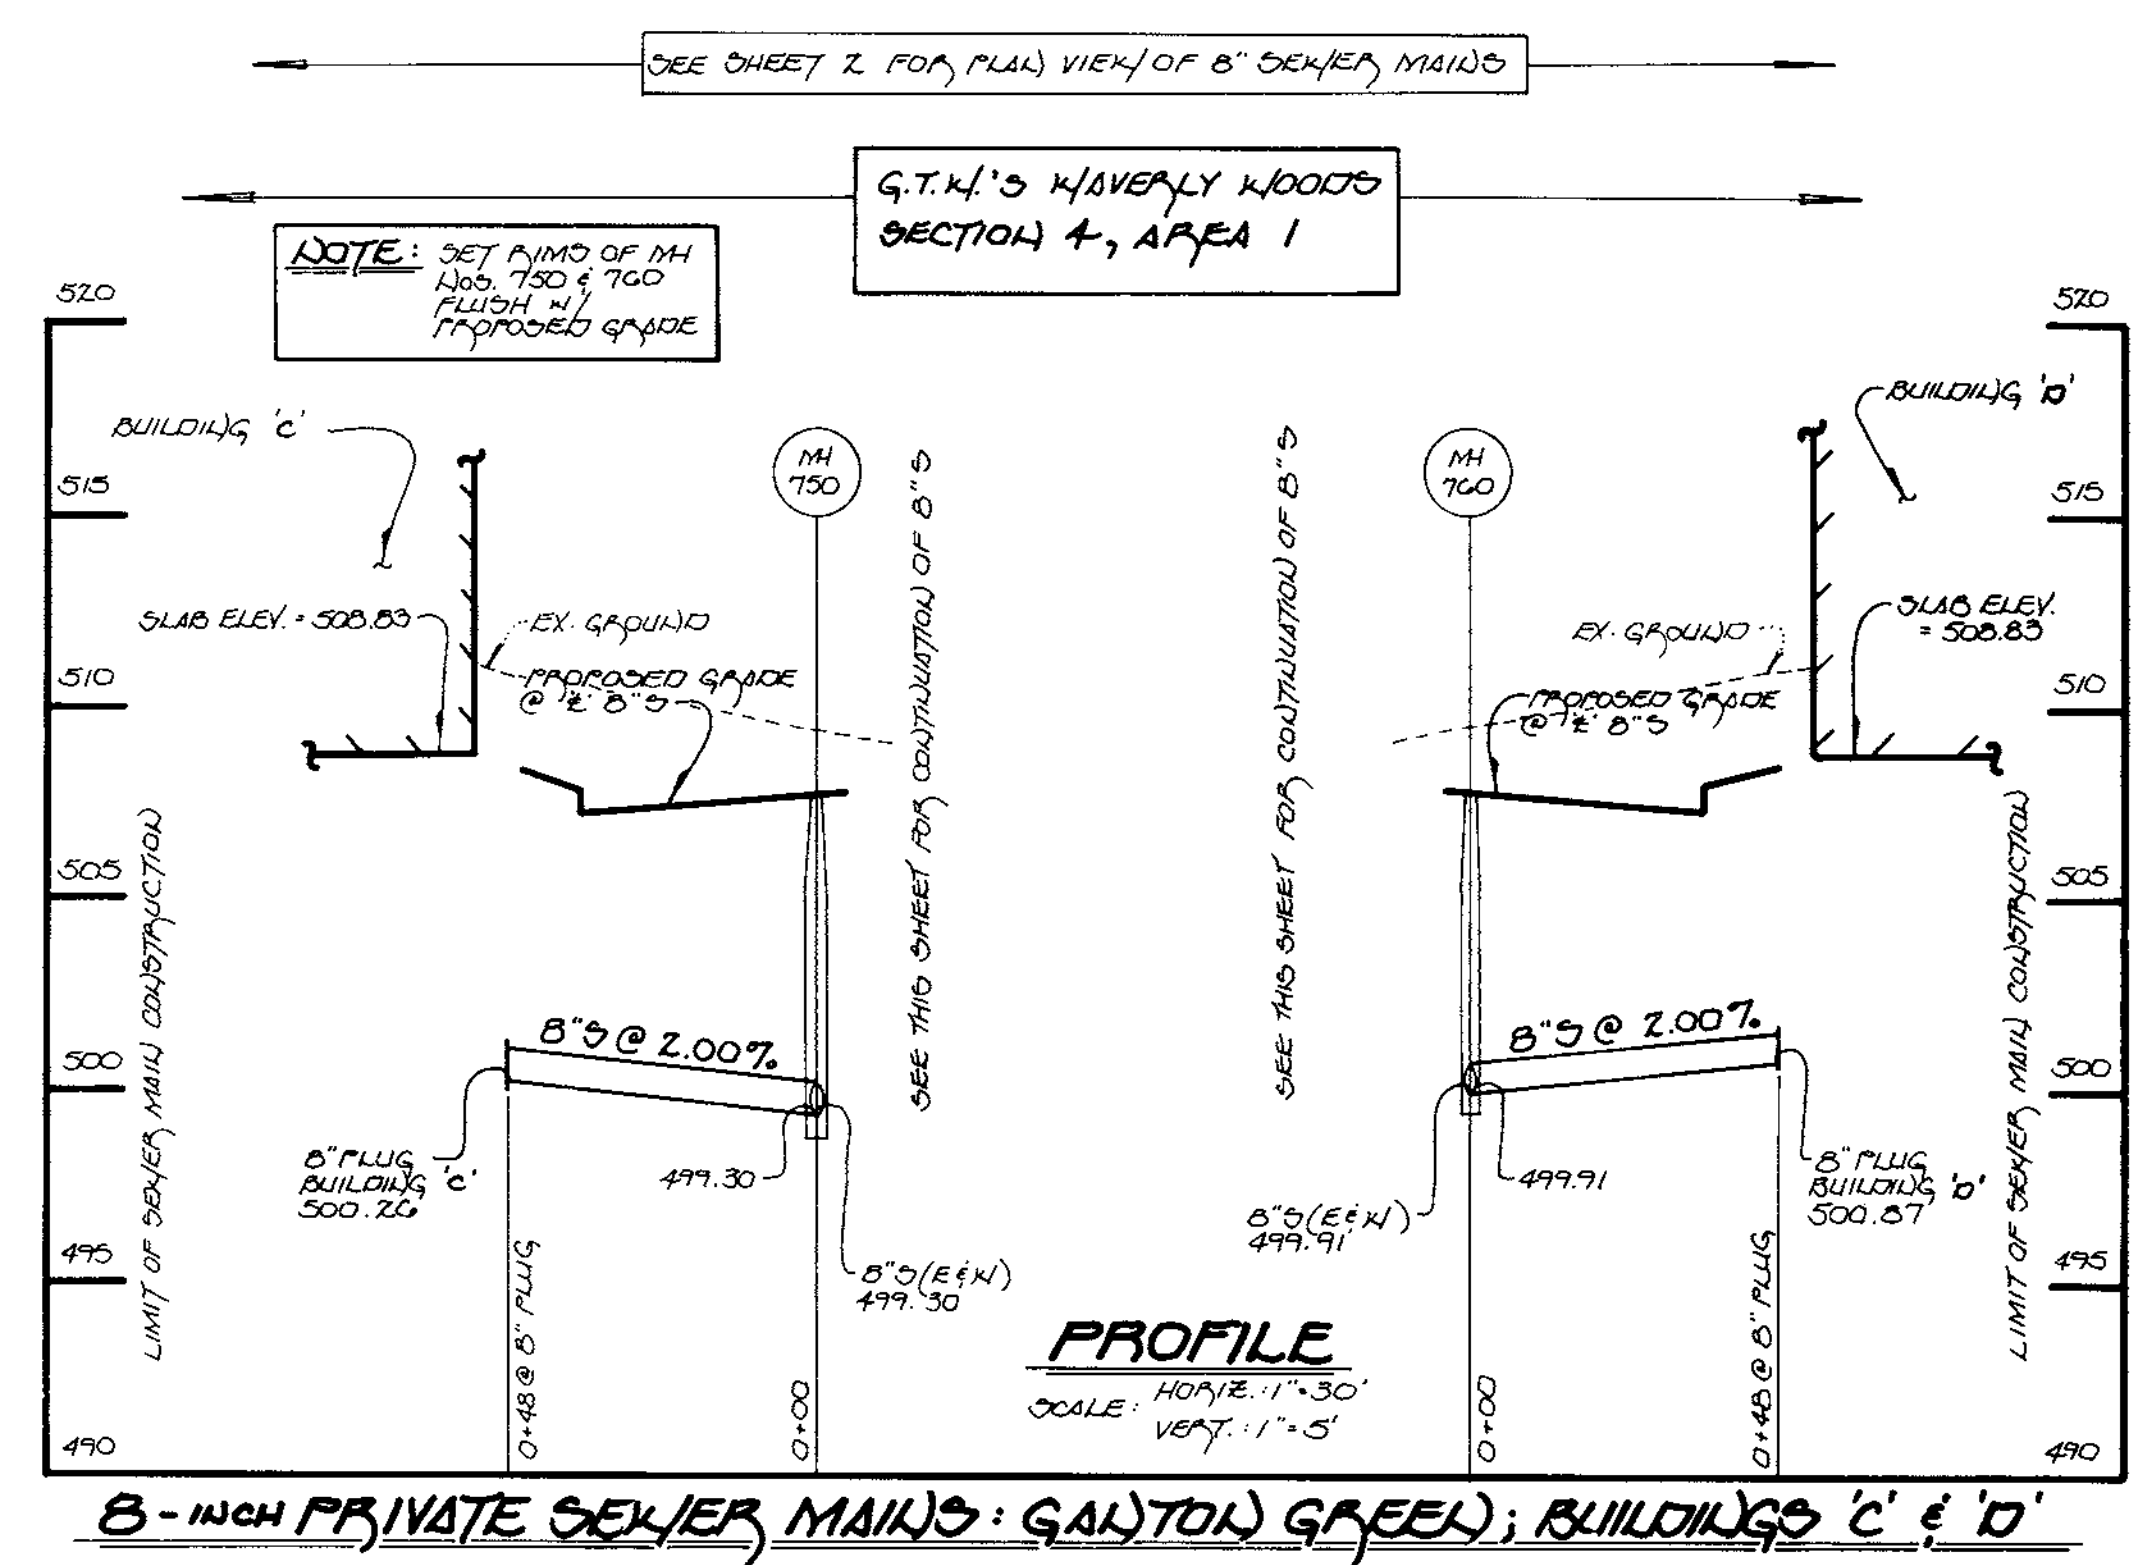 SEE SHEET 2 FOR PLAN VIEW OF 8" SEWER MAINS
G.T.W.'S WAVERLY WOODS
SECTION 4, AREA 1
NOTE: SET RIMS OF MH
NOS. 750 & 760
FLUSH W/
PROPOSED GRADE
520
515
510
505
500
495
490
520
515
510
505
500
495
490
BUILDING 'C'
SLAB ELEV. = 508.83
EX. GROUND
PROPOSED GRADE
@ ℄ 8"S
MH
750
SEE THIS SHEET FOR CONTINUATION OF 8"S
LIMIT OF SEWER MAIN CONSTRUCTION
8"S @ 2.00%
8" PLUG
BUILDING 'C'
500.26
499.30
8"S (E & W)
499.30
0+48 @ 8" PLUG
0+00
SEE THIS SHEET FOR CONTINUATION OF 8"S
MH
760
BUILDING 'D'
SLAB ELEV.
= 508.83
EX. GROUND
PROPOSED GRADE
@ ℄ 8"S
8"S @ 2.00%
499.91
8"S (E & W)
499.91
8" PLUG
BUILDING 'D'
500.87
LIMIT OF SEWER MAIN CONSTRUCTION
0+00
0+48 @ 8" PLUG
PROFILE
SCALE: HORIZ.: 1"=30'
VERT.: 1"=5'
8-INCH PRIVATE SEWER MAINS: GANTON GREEN; BUILDINGS 'C' & 'D'